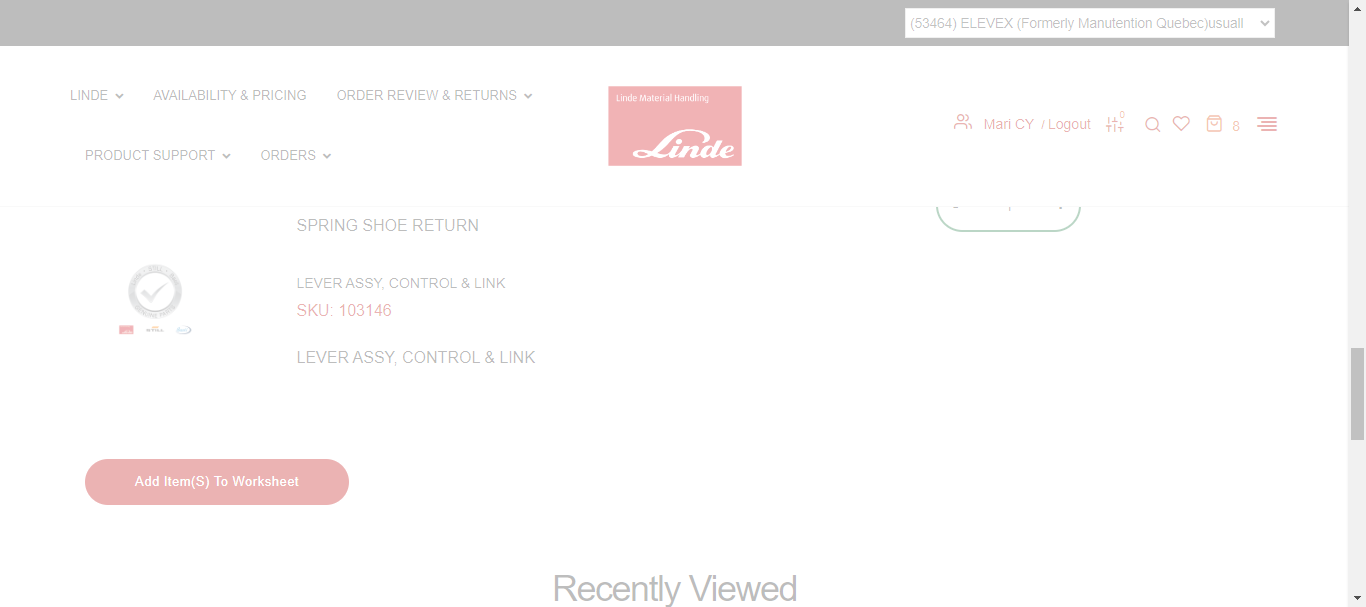 (53464) ELEVEX (Formerly Manutention Quebec)usuall
LINDE
AVAILABILITY & PRICING
ORDER REVIEW & RETURNS
PRODUCT SUPPORT
ORDERS
Linde Material Handling
Linde
Mari CY / Logout
0
8
SPRING SHOE RETURN
LEVER ASSY, CONTROL & LINK
SKU: 103146
LEVER ASSY, CONTROL & LINK
Add Item(S) To Worksheet
Recently Viewed